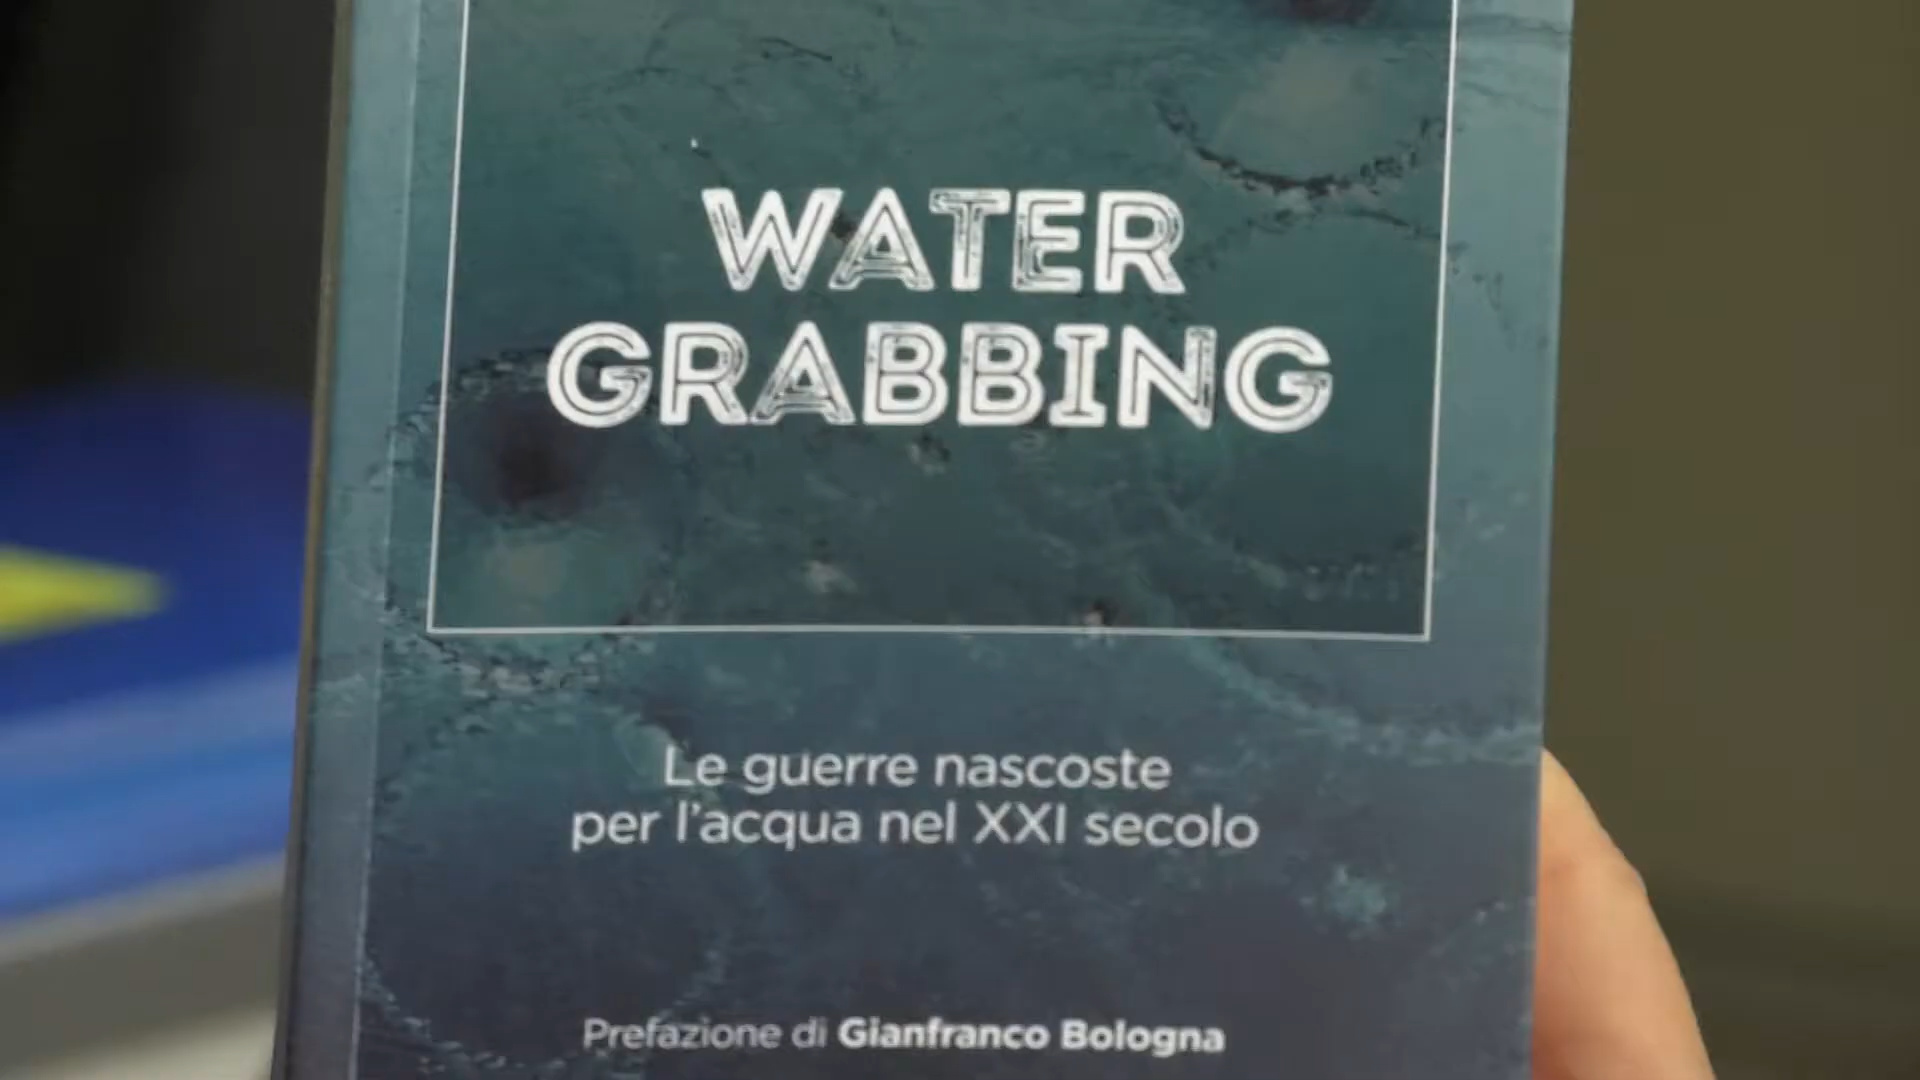 WATER
GRABBING
Le guerre nascoste
per l'acqua nel XXI secolo
Prefazione di Gianfranco Bologna